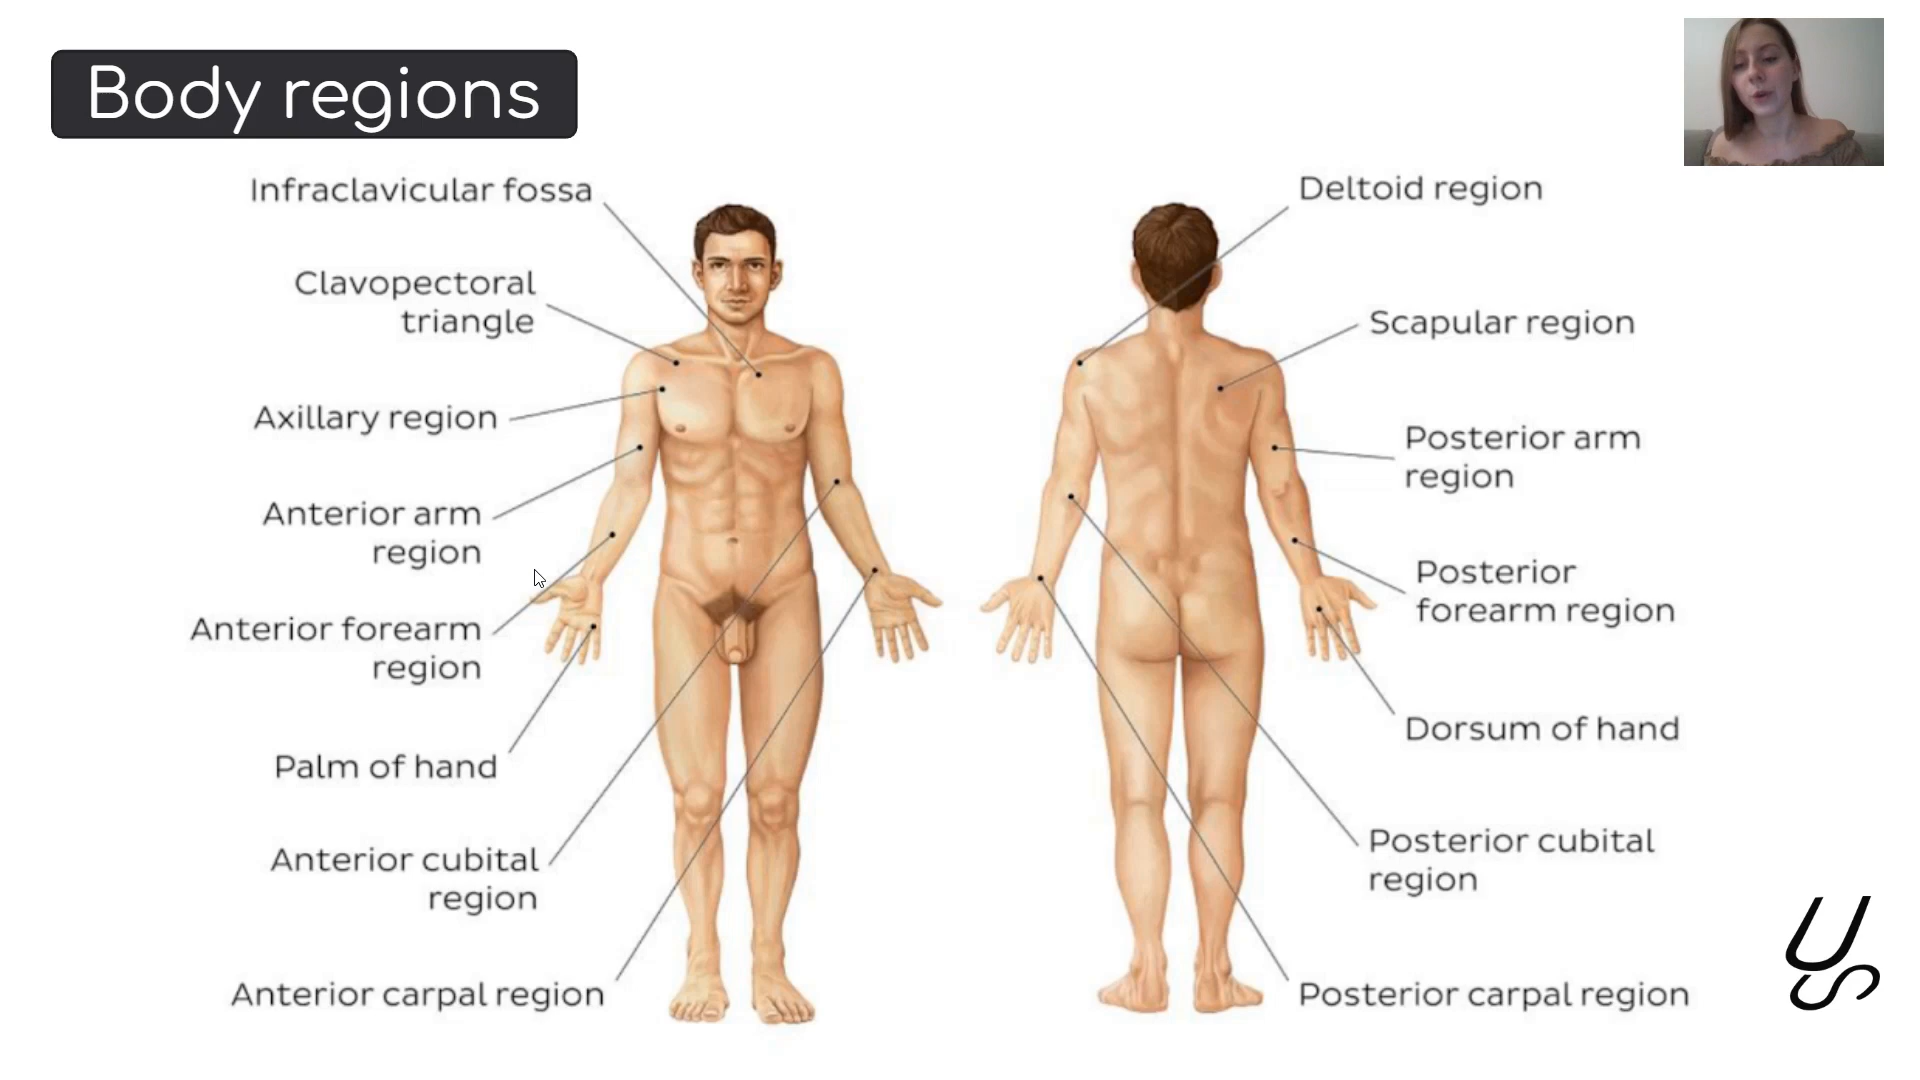 Body regions
Infraclavicular fossa
Clavopectoral
triangle
Axillary region
Anterior arm
region
Anterior forearm
region
Palm of hand
Anterior cubital
region
Anterior carpal region
Deltoid region
Scapular region
Posterior arm
region
Posterior
forearm region
Dorsum of hand
Posterior cubital
region
Posterior carpal region
US